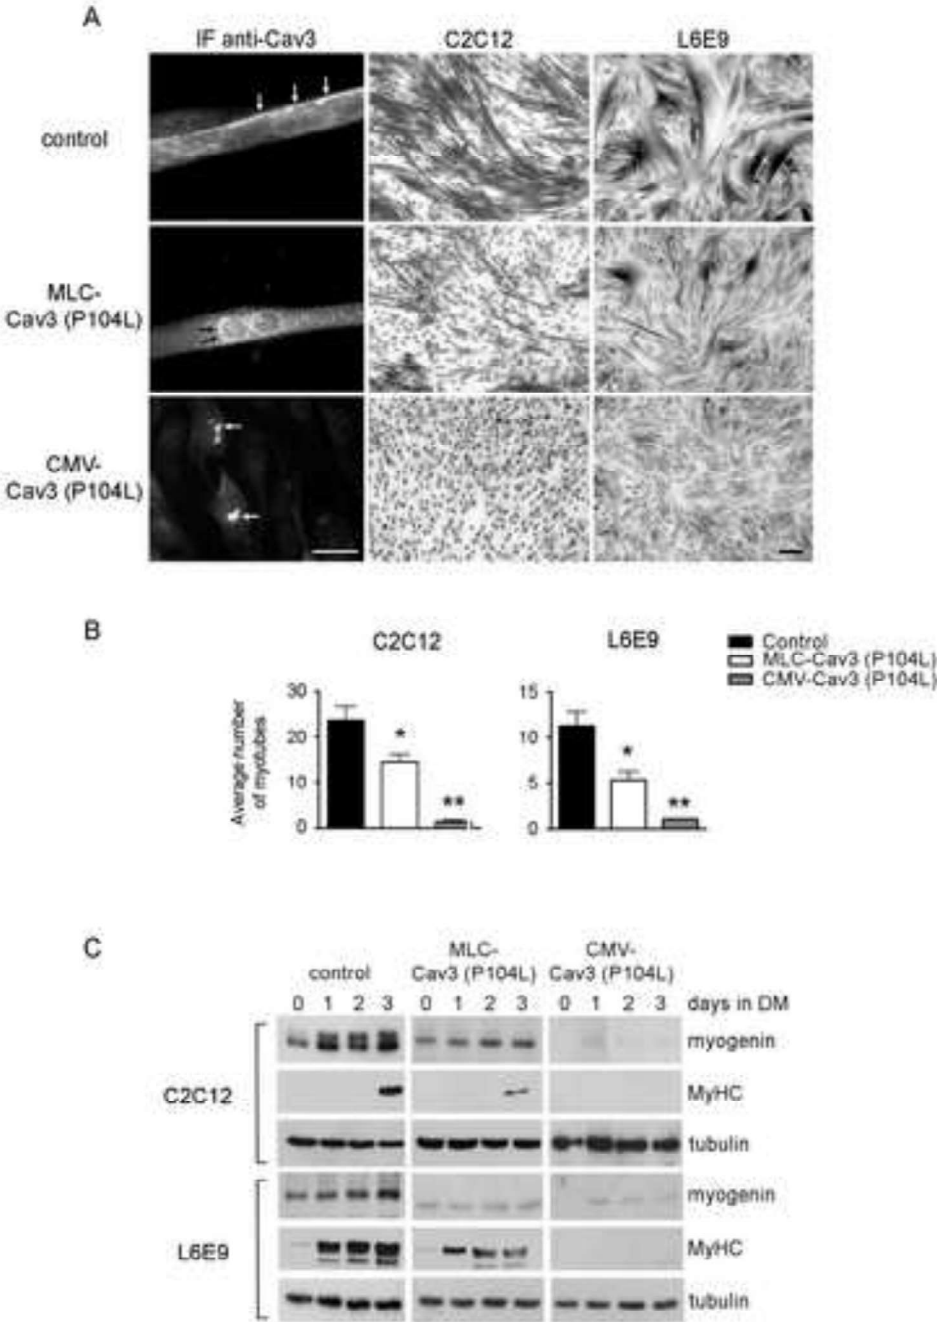 A
IF anti-Cav3 C2C12 L6E9
control
MLC-
Cav3 (P104L)
CMV-
Cav3 (P104L)
B
C2C12 L6E9
Control
MLC-Cav3 (P104L)
CMV-Cav3 (P104L)
Average number
of myotubes
30
20
10
0
*
**
15
10
5
0
*
**
C
control
MLC-
Cav3 (P104L)
CMV-
Cav3 (P104L)
0 1 2 3 0 1 2 3 0 1 2 3 days in DM
C2C12
myogenin
MyHC
tubulin
L6E9
myogenin
MyHC
tubulin